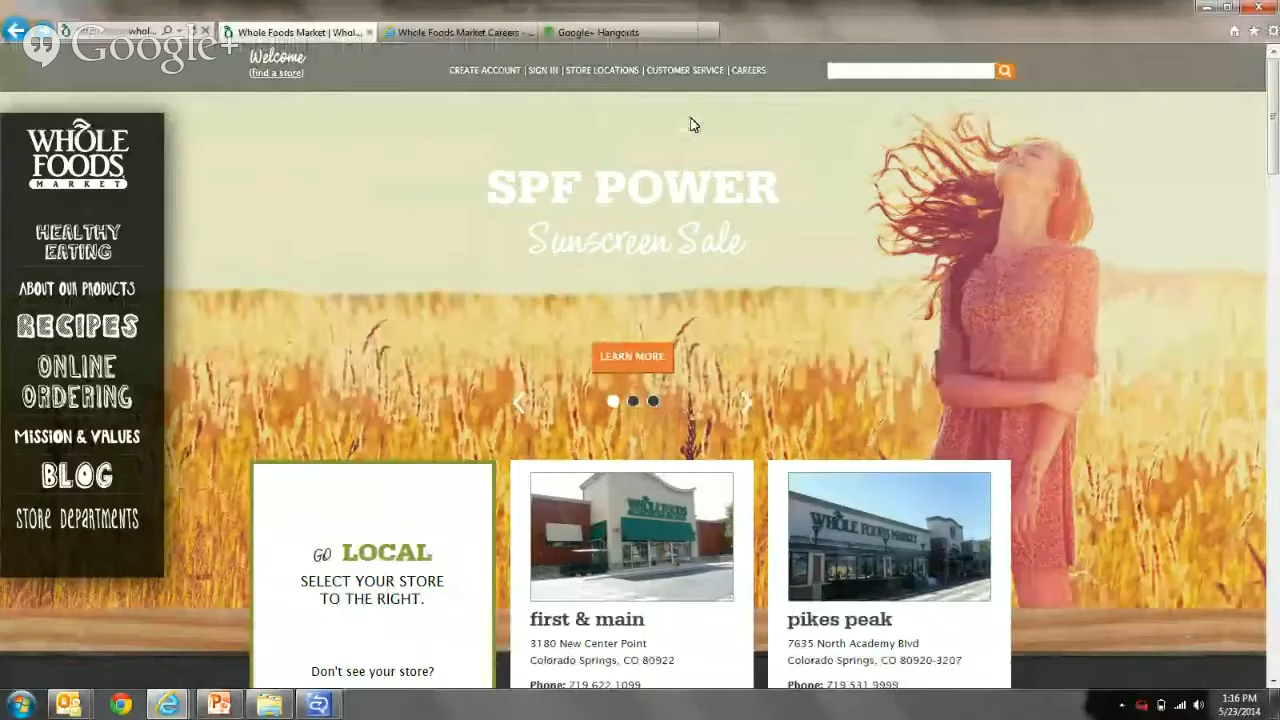 whol...
Whole Foods Market | Whol...
Whole Foods Market Careers - ...
Google+ Hangouts
Google+
Welcome
(find a store)
CREATE ACCOUNT | SIGN IN | STORE LOCATIONS | CUSTOMER SERVICE | CAREERS
WHOLE
FOODS
MARKET
HEALTHY
EATING
ABOUT OUR PRODUCTS
RECIPES
ONLINE
ORDERING
MISSION & VALUES
BLOG
STORE DEPARTMENTS
SPF POWER
Sunscreen Sale
LEARN MORE
GO LOCAL
SELECT YOUR STORE
TO THE RIGHT.
Don't see your store?
WHOLE FOODS
first & main
3180 New Center Point
Colorado Springs, CO 80922
Phone: 719.622.1099
WHOLE FOODS MARKET
pikes peak
7635 North Academy Blvd
Colorado Springs, CO 80920-3207
Phone: 719.531.9999
1:16 PM
5/23/2014